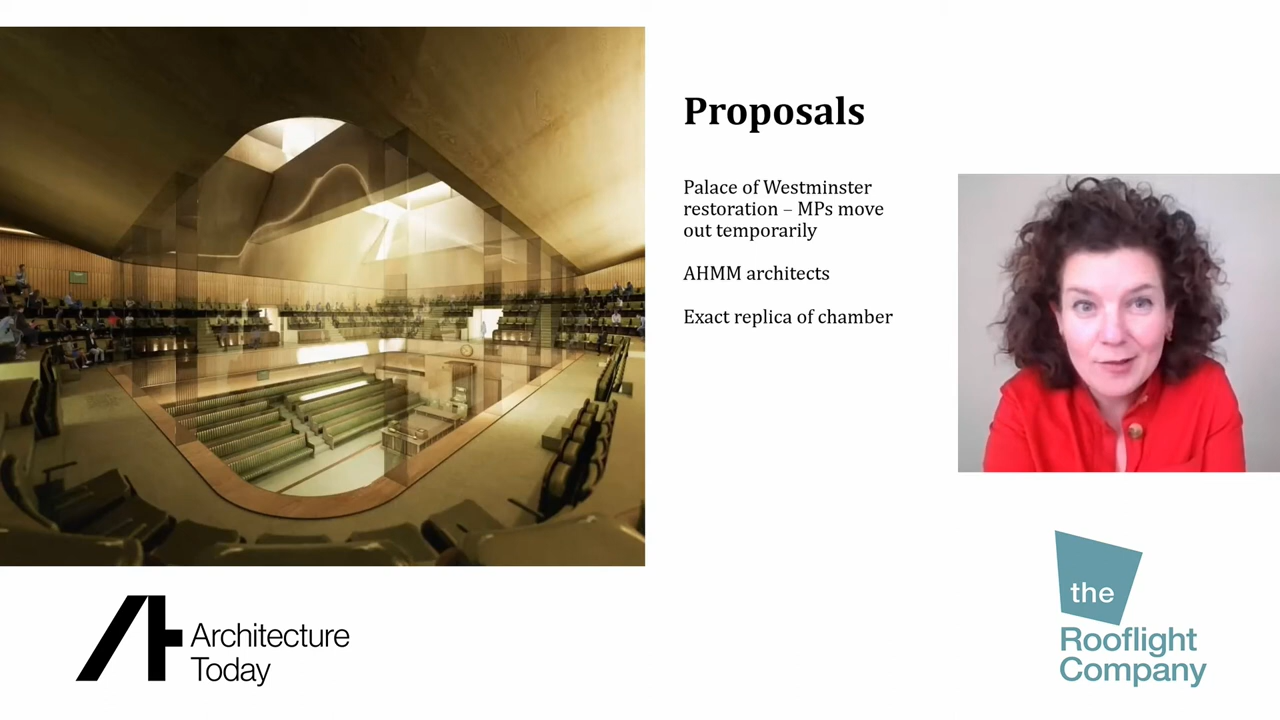 Proposals
Palace of Westminster
restoration – MPs move
out temporarily
AHMM architects
Exact replica of chamber
Architecture
Today
the
Rooflight
Company